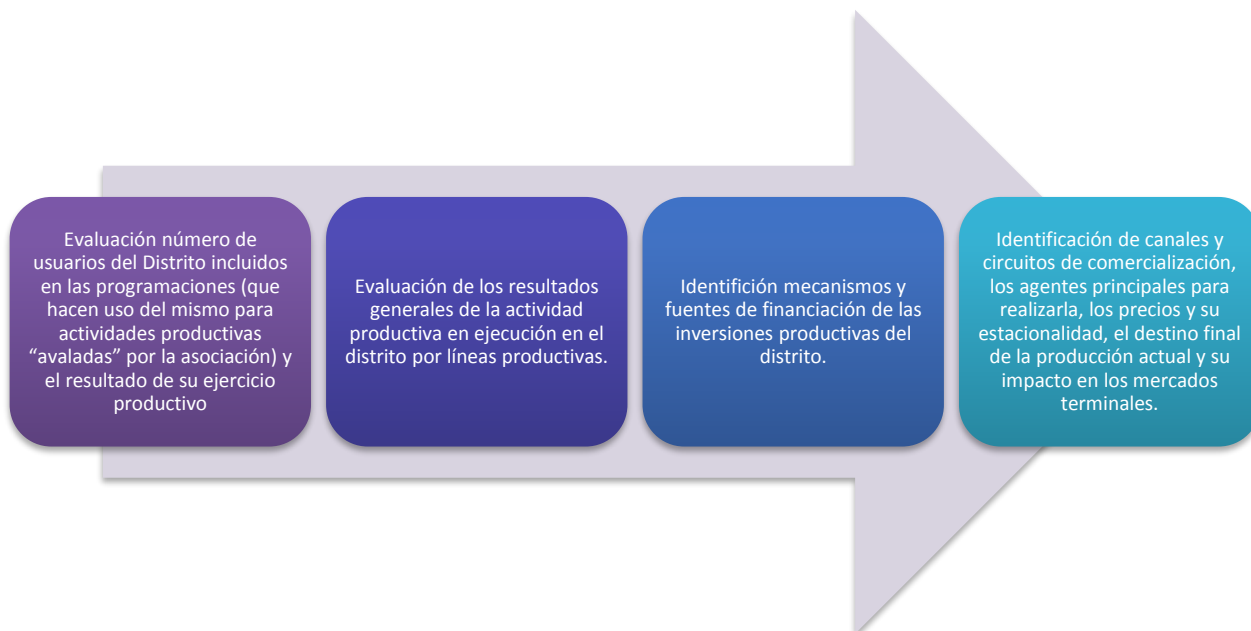 Evaluación número de
usuarios del Distrito incluidos
en las programaciones (que
hacen uso del mismo para
actividades productivas
“avaladas” por la asociación) y
el resultado de su ejercicio
productivo
Evaluación de los resultados
generales de la actividad
productiva en ejecución en el
distrito por líneas productivas.
Identifición mecanismos y
fuentes de financiación de las
inversiones productivas del
distrito.
Identificación de canales y
circuitos de comercialización,
los agentes principales para
realizarla, los precios y su
estacionalidad, el destino final
de la producción actual y su
impacto en los mercados
terminales.